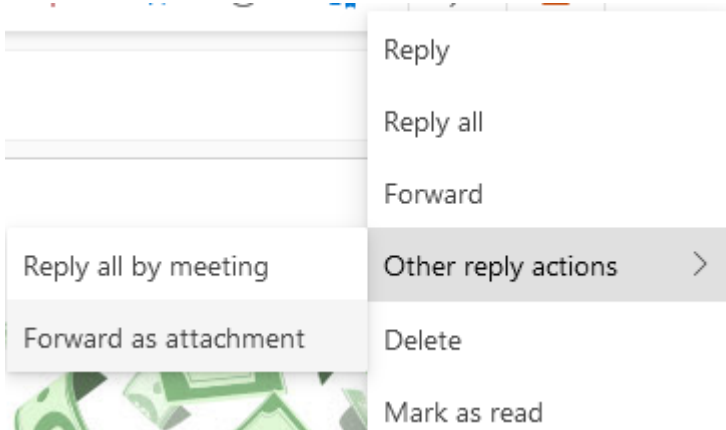 Reply
Reply all
Forward
Other reply actions
Reply all by meeting
Forward as attachment
Delete
Mark as read